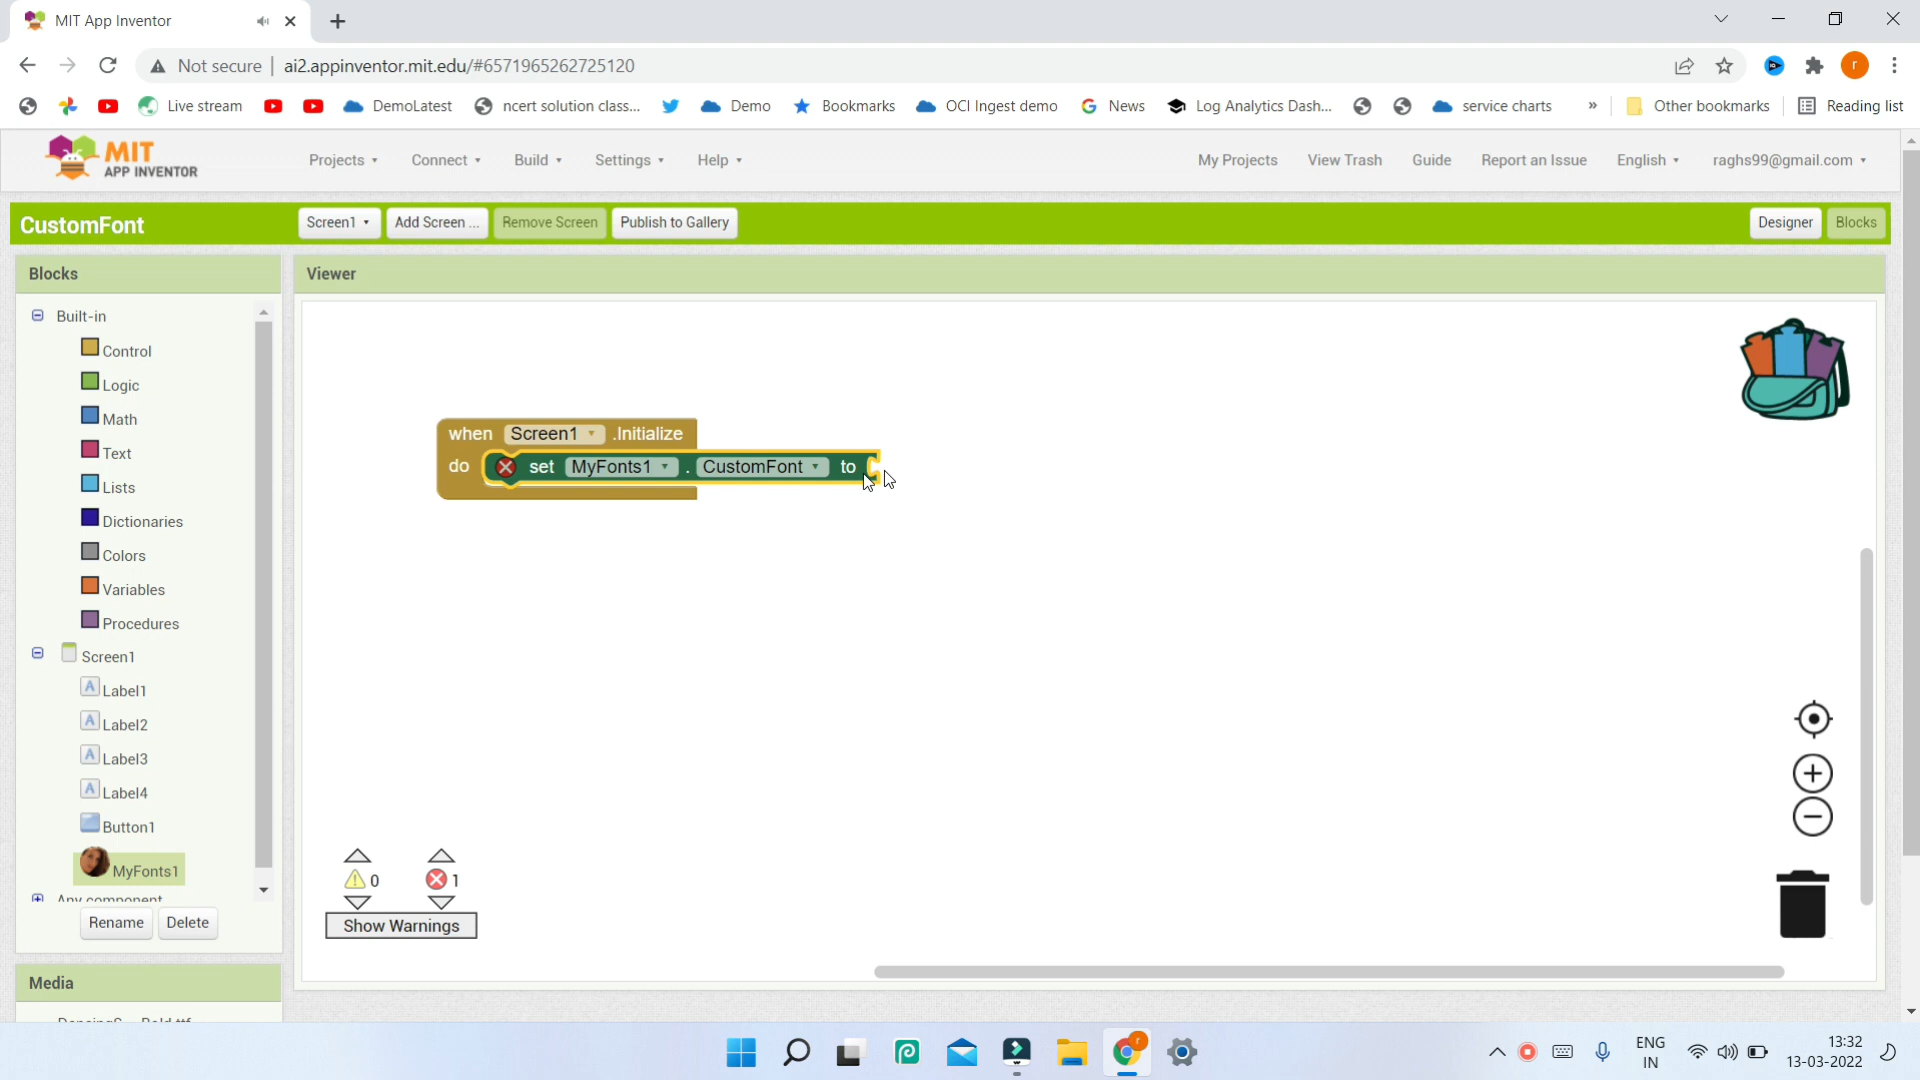 MIT App Inventor
Not secure | ai2.appinventor.mit.edu/#6571965262725120
Live stream DemoLatest ncert solution class... Demo Bookmarks OCI Ingest demo News Log Analytics Dash... service charts » Other bookmarks Reading list
MIT
APP INVENTOR
Projects Connect Build Settings Help My Projects View Trash Guide Report an Issue English raghs99@gmail.com
CustomFont Screen1 Add Screen ... Remove Screen Publish to Gallery Designer Blocks
Blocks
Viewer
Built-in
Control
Logic
Math
Text
Lists
Dictionaries
Colors
Variables
Procedures
Screen1
Label1
Label2
Label3
Label4
Button1
MyFonts1
Any component
Rename Delete
Media
when Screen1 .Initialize
do set MyFonts1 . CustomFont to
0 1
Show Warnings
ENG
IN
13:32
13-03-2022